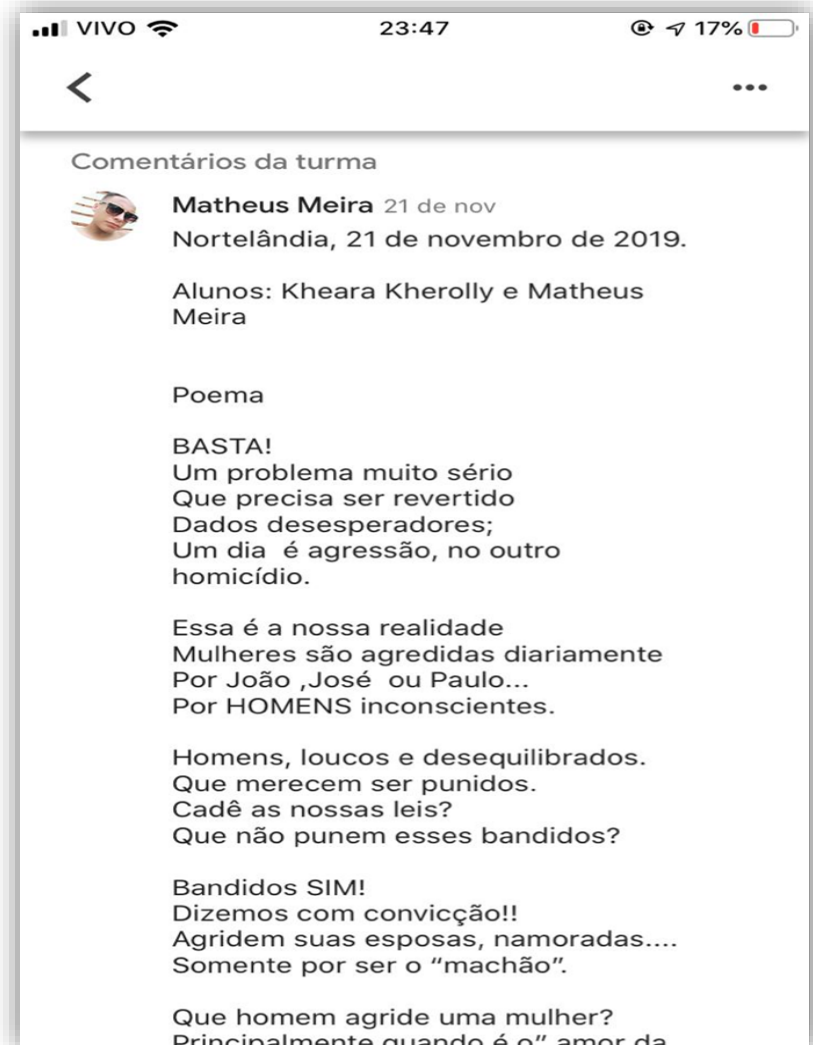 VIVO 23:47 17%
Comentários da turma
Matheus Meira 21 de nov
Nortelândia, 21 de novembro de 2019.
Alunos: Kheara Kherolly e Matheus
Meira
Poema
BASTA!
Um problema muito sério
Que precisa ser revertido
Dados desesperadores;
Um dia  é agressão, no outro
homicídio.
Essa é a nossa realidade
Mulheres são agredidas diariamente
Por João ,José  ou Paulo...
Por HOMENS inconscientes.
Homens, loucos e desequilibrados.
Que merecem ser punidos.
Cadê as nossas leis?
Que não punem esses bandidos?
Bandidos SIM!
Dizemos com convicção!!
Agridem suas esposas, namoradas....
Somente por ser o “machão”.
Que homem agride uma mulher?
Principalmente quando é o” amor da